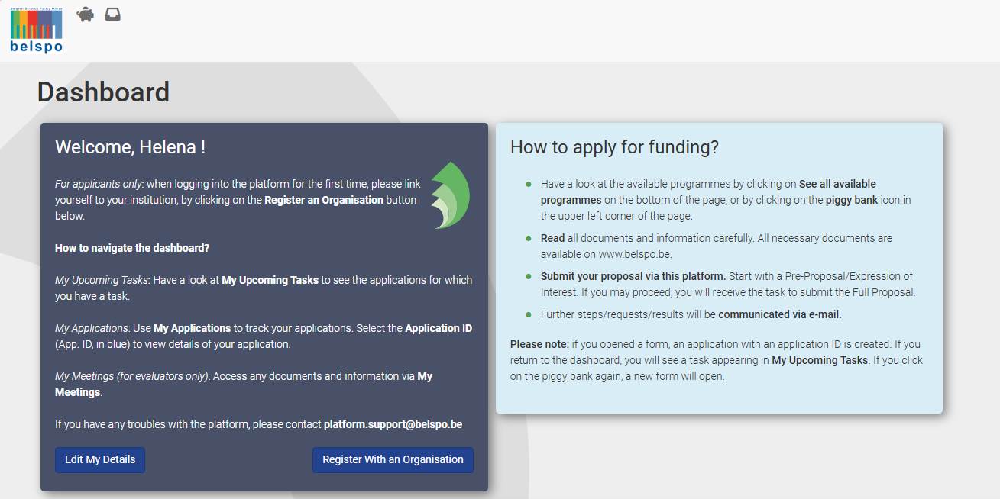 Belgian Science Policy Office
belspo
Dashboard
Welcome, Helena !
For applicants only: when logging into the platform for the first time, please link
yourself to your institution, by clicking on the Register an Organisation button
below.
How to navigate the dashboard?
My Upcoming Tasks: Have a look at My Upcoming Tasks to see the applications for which
you have a task.
My Applications: Use My Applications to track your applications. Select the Application ID
(App. ID, in blue) to view details of your application.
My Meetings (for evaluators only): Access any documents and information via My
Meetings.
If you have any troubles with the platform, please contact platform.support@belspo.be
Edit My Details
Register With an Organisation
How to apply for funding?
Have a look at the available programmes by clicking on See all available
programmes on the bottom of the page, or by clicking on the piggy bank icon in
the upper left corner of the page.
Read all documents and information carefully. All necessary documents are
available on www.belspo.be.
Submit your proposal via this platform. Start with a Pre-Proposal/Expression of
Interest. If you may proceed, you will receive the task to submit the Full Proposal.
Further steps/requests/results will be communicated via e-mail.
Please note: if you opened a form, an application with an application ID is created. If you
return to the dashboard, you will see a task appearing in My Upcoming Tasks. If you click
on the piggy bank again, a new form will open.